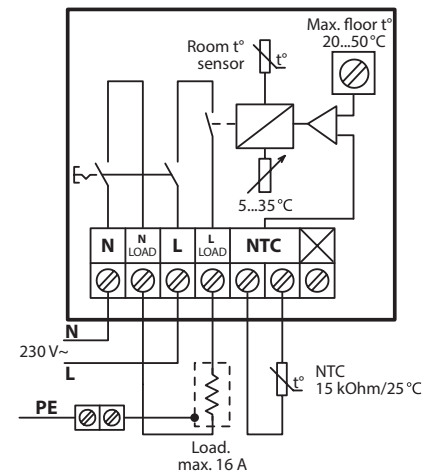 Max. floor t°
20...50 °C
Room t°
sensor
t°
5...35 °C
N
N
LOAD
L
L
LOAD
NTC
N
230 V~
L
t°
NTC
15 kOhm/25 °C
PE
Load.
max. 16 A